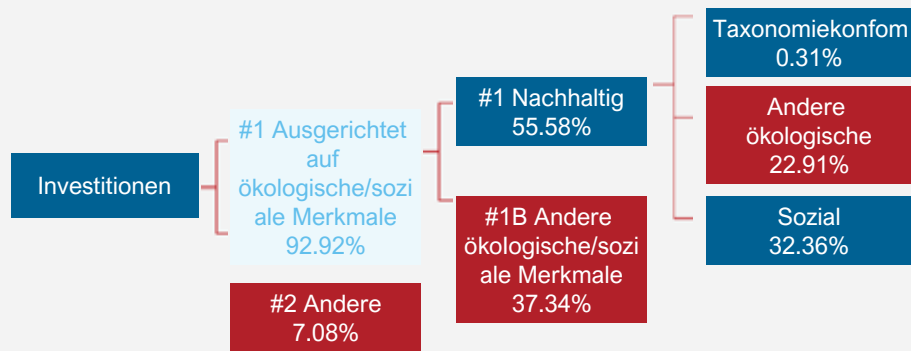 Investitionen
#1 Ausgerichtet
auf
ökologische/sozi
ale Merkmale
92.92%
#2 Andere
7.08%
#1 Nachhaltig
55.58%
#1B Andere
ökologische/sozi
ale Merkmale
37.34%
Taxonomiekonfom
0.31%
Andere
ökologische
22.91%
Sozial
32.36%